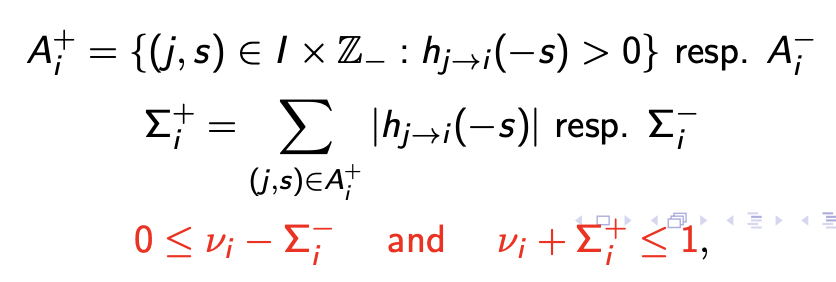 A_i^+ = {(j, s) ∈ I × ℤ_− : h_{j→i}(−s) > 0} resp. A_i^−
Σ_i^+ = ∑_{(j,s)∈A_i^+} |h_{j→i}(−s)| resp. Σ_i^−
0 ≤ ν_i − Σ_i^− and ν_i + Σ_i^+ ≤ 1,